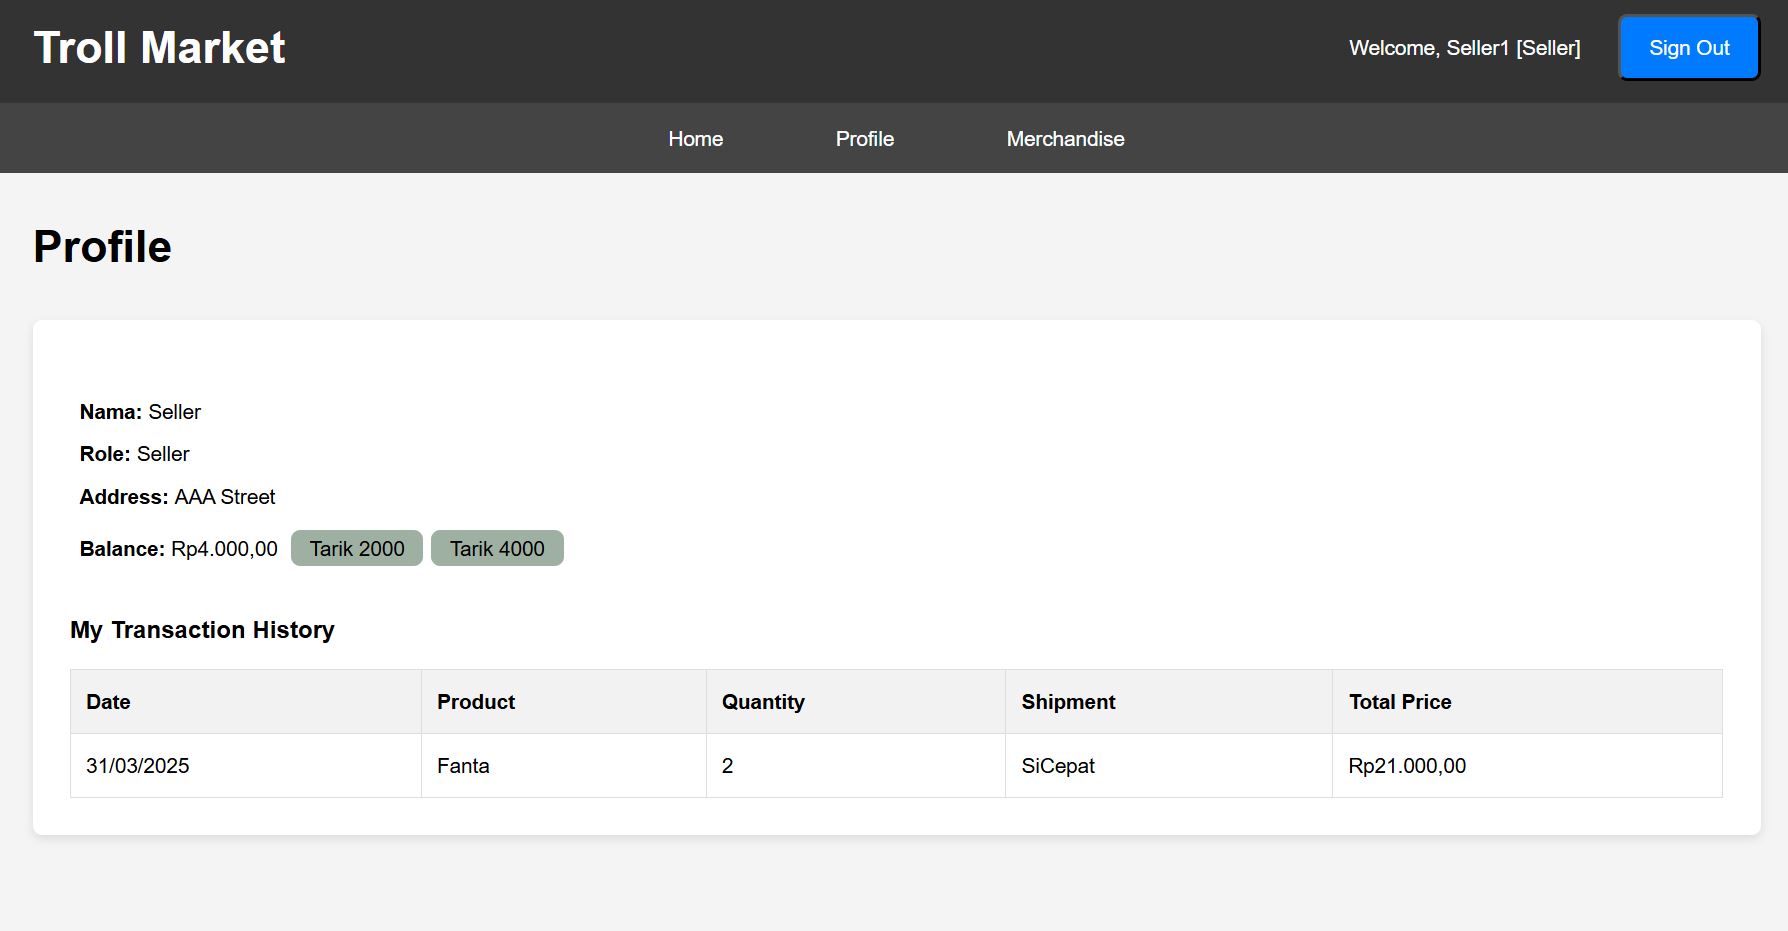 Troll Market
Welcome, Seller1 [Seller]
Sign Out
Home Profile Merchandise
Profile
Nama: Seller
Role: Seller
Address: AAA Street
Balance: Rp4.000,00 Tarik 2000 Tarik 4000
My Transaction History
Date Product Quantity Shipment Total Price
31/03/2025 Fanta 2 SiCepat Rp21.000,00